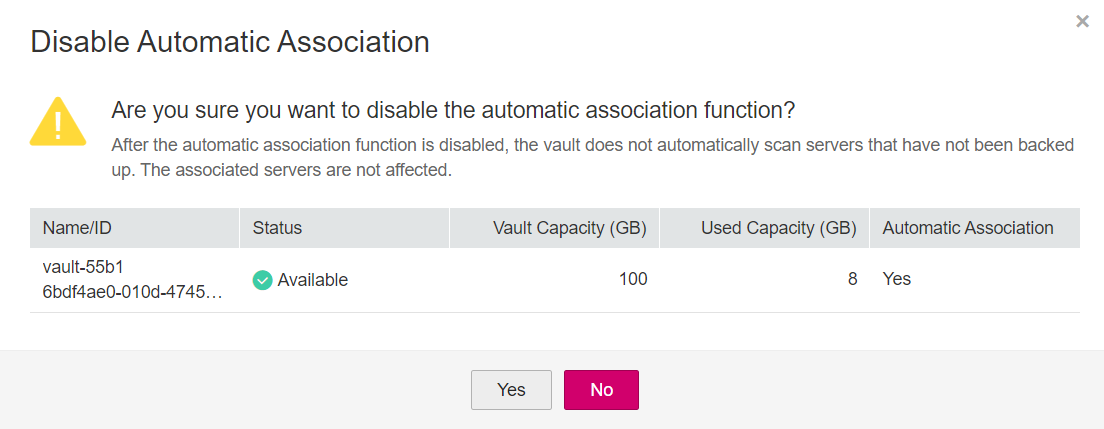 Disable Automatic Association
Are you sure you want to disable the automatic association function?
After the automatic association function is disabled, the vault does not automatically scan servers that have not been backed
up. The associated servers are not affected.
Name/ID Status Vault Capacity (GB) Used Capacity (GB) Automatic Association
vault-55b1
6bdf4ae0-010d-4745... Available 100 8 Yes
Yes No